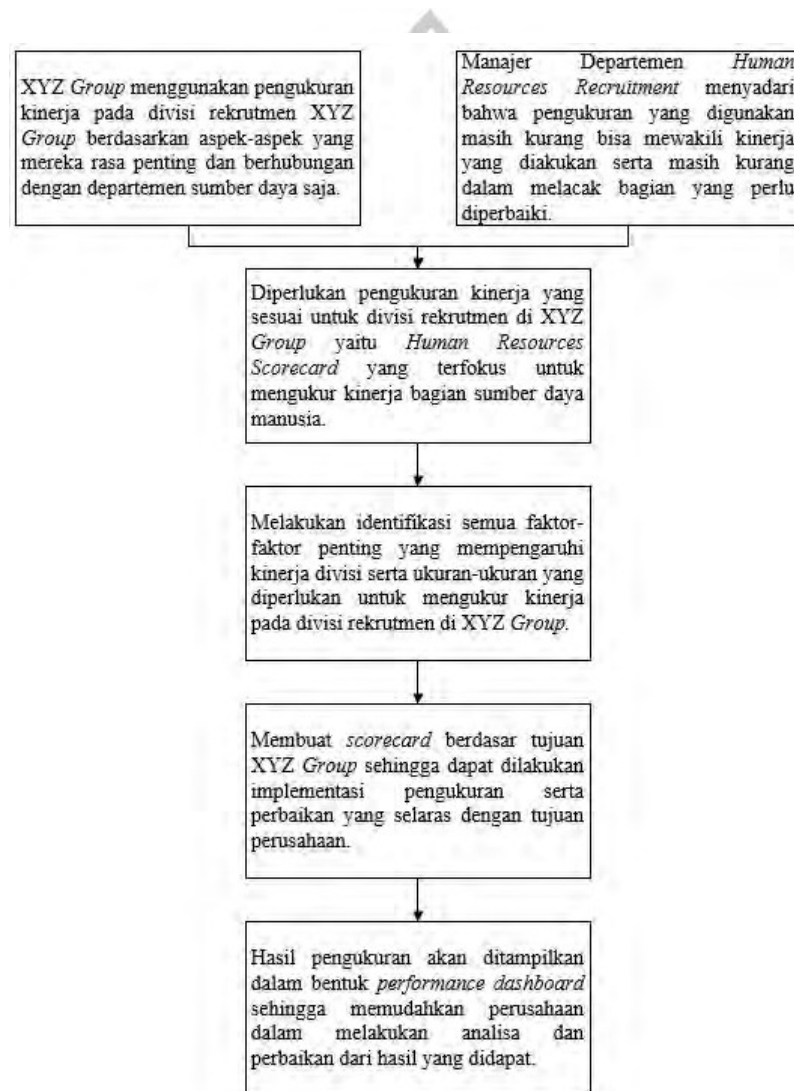 XYZ Group menggunakan pengukuran
kinerja pada divisi rekrutmen XYZ
Group berdasarkan aspek-aspek yang
mereka rasa penting dan berhubungan
dengan departemen sumber daya saja.
Manajer Departemen Human
Resources Recruitment menyadari
bahwa pengukuran yang digunakan
masih kurang bisa mewakili kinerja
yang diakukan serta masih kurang
dalam melacak bagian yang perlu
diperbaiki.
Diperlukan pengukuran kinerja yang
sesuai untuk divisi rekrutmen di XYZ
Group yaitu Human Resources
Scorecard yang terfokus untuk
mengukur kinerja bagian sumber daya
manusia.
Melakukan identifikasi semua faktor-
faktor penting yang mempengaruhi
kinerja divisi serta ukuran-ukuran yang
diperlukan untuk mengukur kinerja
pada divisi rekrutmen di XYZ Group.
Membuat scorecard berdasar tujuan
XYZ Group sehingga dapat dilakukan
implementasi pengukuran serta
perbaikan yang selaras dengan tujuan
perusahaan.
Hasil pengukuran akan ditampilkan
dalam bentuk performance dashboard
sehingga memudahkan perusahaan
dalam melakukan analisa dan
perbaikan dari hasil yang didapat.